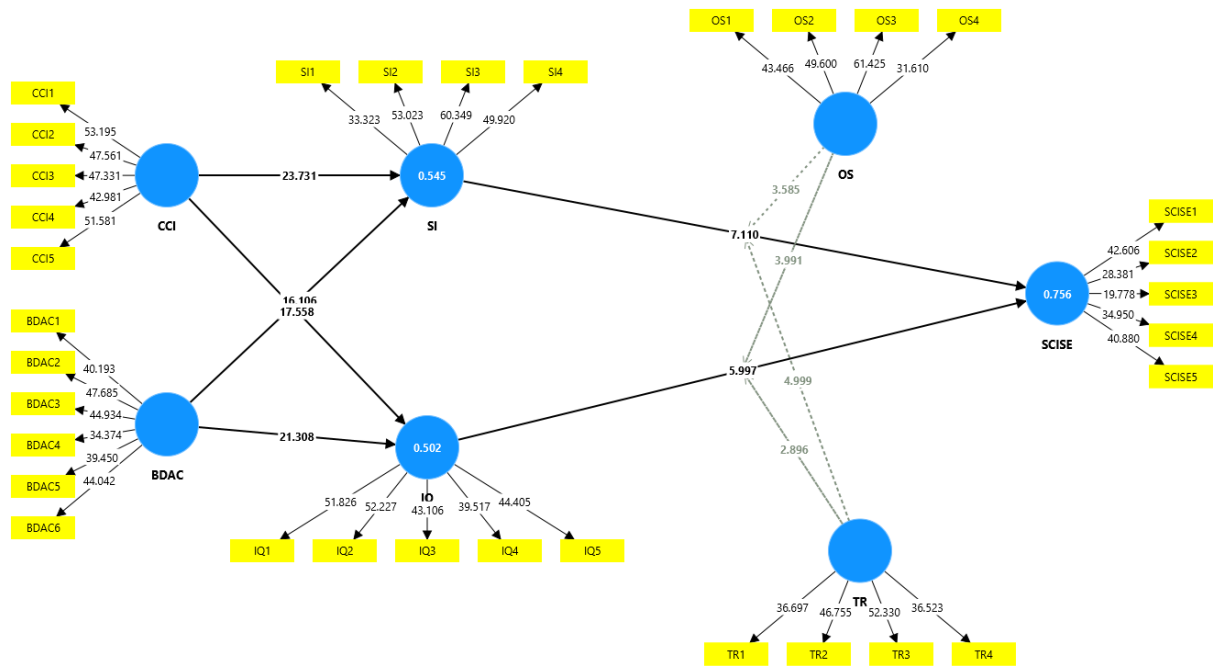 OS1
OS2
OS3
OS4
43.466
49.600
61.425
31.610
OS
SI1
SI2
SI3
SI4
33.323
53.023
60.349
49.920
0.545
SI
CCI1
CCI2
CCI3
CCI4
CCI5
53.195
47.561
47.331
42.981
51.581
CCI
23.731
3.585
7.110
3.991
SCISE1
SCISE2
SCISE3
SCISE4
SCISE5
42.606
28.381
19.778
34.950
40.880
0.756
SCISE
16.106
17.558
BDAC1
BDAC2
BDAC3
BDAC4
BDAC5
BDAC6
40.193
47.685
44.934
34.374
39.450
44.042
BDAC
21.308
5.997
4.999
2.896
0.502
51.826
52.227
43.106
39.517
44.405
IQ1
IQ2
IQ3
IQ4
IQ5
TR
36.697
46.755
52.330
36.523
TR1
TR2
TR3
TR4